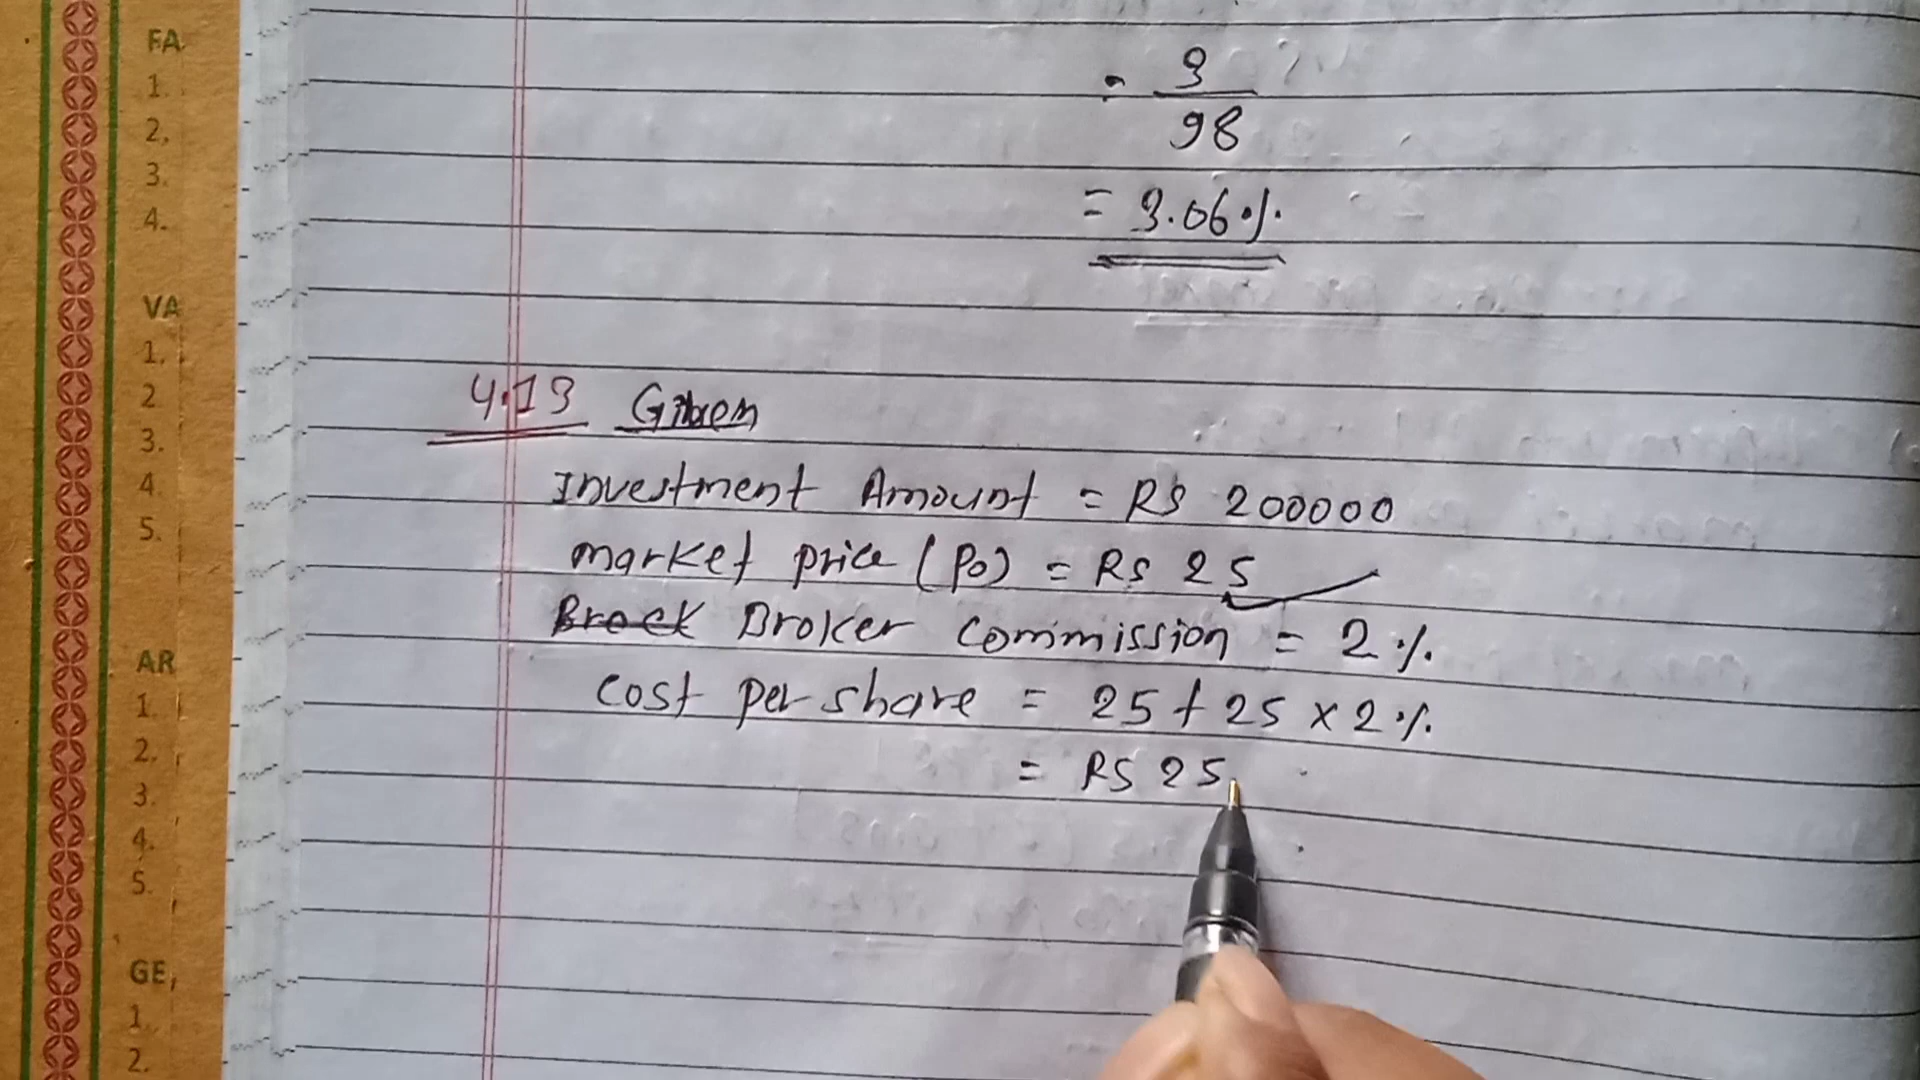 FA
1.
2.
3.
4.
VA
1.
2
3.
4
5.
AR
1.
2.
3.
4.
5.
GE,
1.
2.
= 3
98
= 3.06%
4.13 Given
Investment Amount = RS 200000
market price (P0) = RS 25
Brock Broker commission = 2%
cost per share = 25 + 25 × 2%
= RS 25.